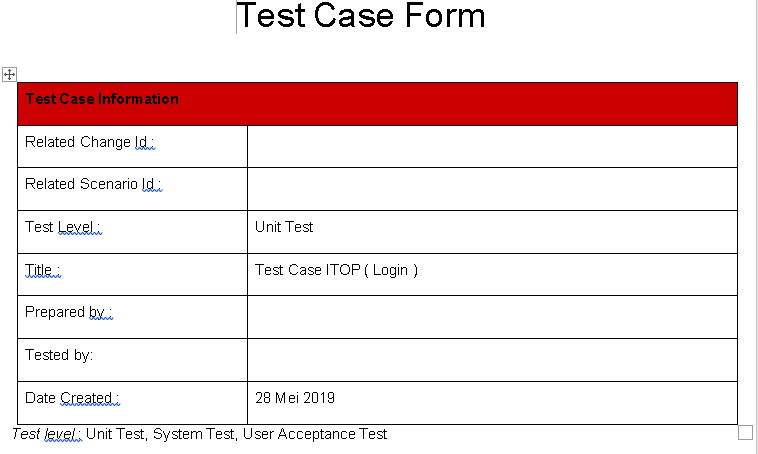 Test Case Form
Test Case Information
Related Change Id :
Related Scenario Id :
Test Level : Unit Test
Title : Test Case ITOP ( Login )
Prepared by :
Tested by:
Date Created : 28 Mei 2019
Test level : Unit Test, System Test, User Acceptance Test